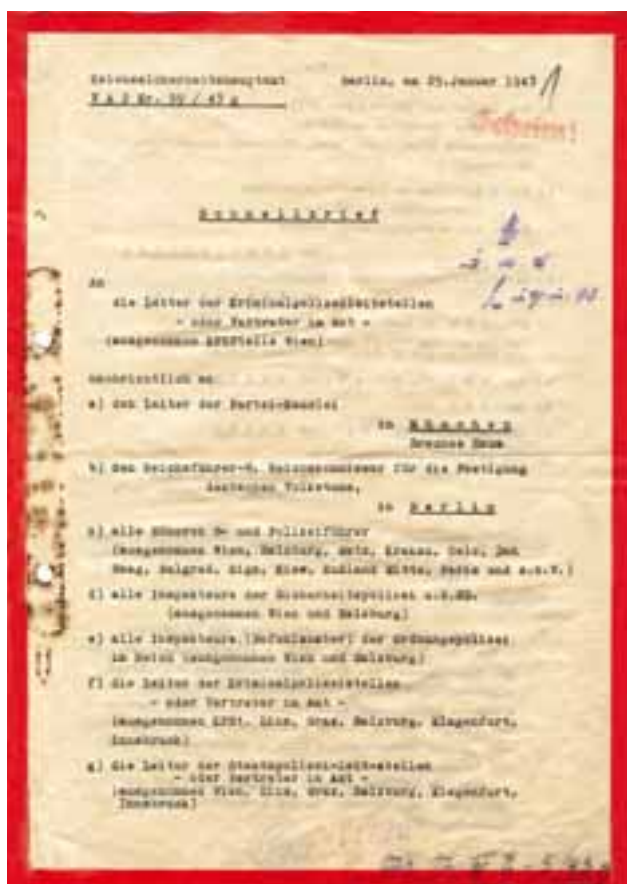 Reichssicherheitshauptamt Berlin, am 25.Januar 1943
V A 2 Nr. 59 / 43 g
Geheim!
Schnellbrief
An
die Leiter der Kriminalpolizeileitstellen
- oder Vertreter im Amt -
(ausgenommen Wien)
Nachrichtlich an
a) den Leiter der Partei-Kanzlei
in München
Braunes Haus
b) den Reichsführer-SS, Reichskommissar für die Festigung
deutschen Volkstums,
in Berlin
c) alle Höheren SS- und Polizeiführer
(ausgenommen Wien, Salzburg, Metz, Krakau, Oslo, Den
Haag, Belgrad, Riga, Kiew, Rußland Mitte, und z.b.V.)
d) alle Inspekteure der Sicherheitspolizei u.d.SD.
(ausgenommen Wien und Salzburg)
e) alle Inspekteure (Befehlshaber) der Ordnungspolizei
im Reich (ausgenommen Wien und Salzburg)
f) die Leiter der Kriminalpolizeistellen
- oder Vertreter im Amt -
(ausgenommen Linz, Graz, Salzburg, Klagenfurt,
Innsbruck)
g) die Leiter der Staatspolizei-leit-stellen
- oder Vertreter im Amt -
(ausgenommen Wien, Linz, Graz, Salzburg, Klagenfurt,
Innsbruck)